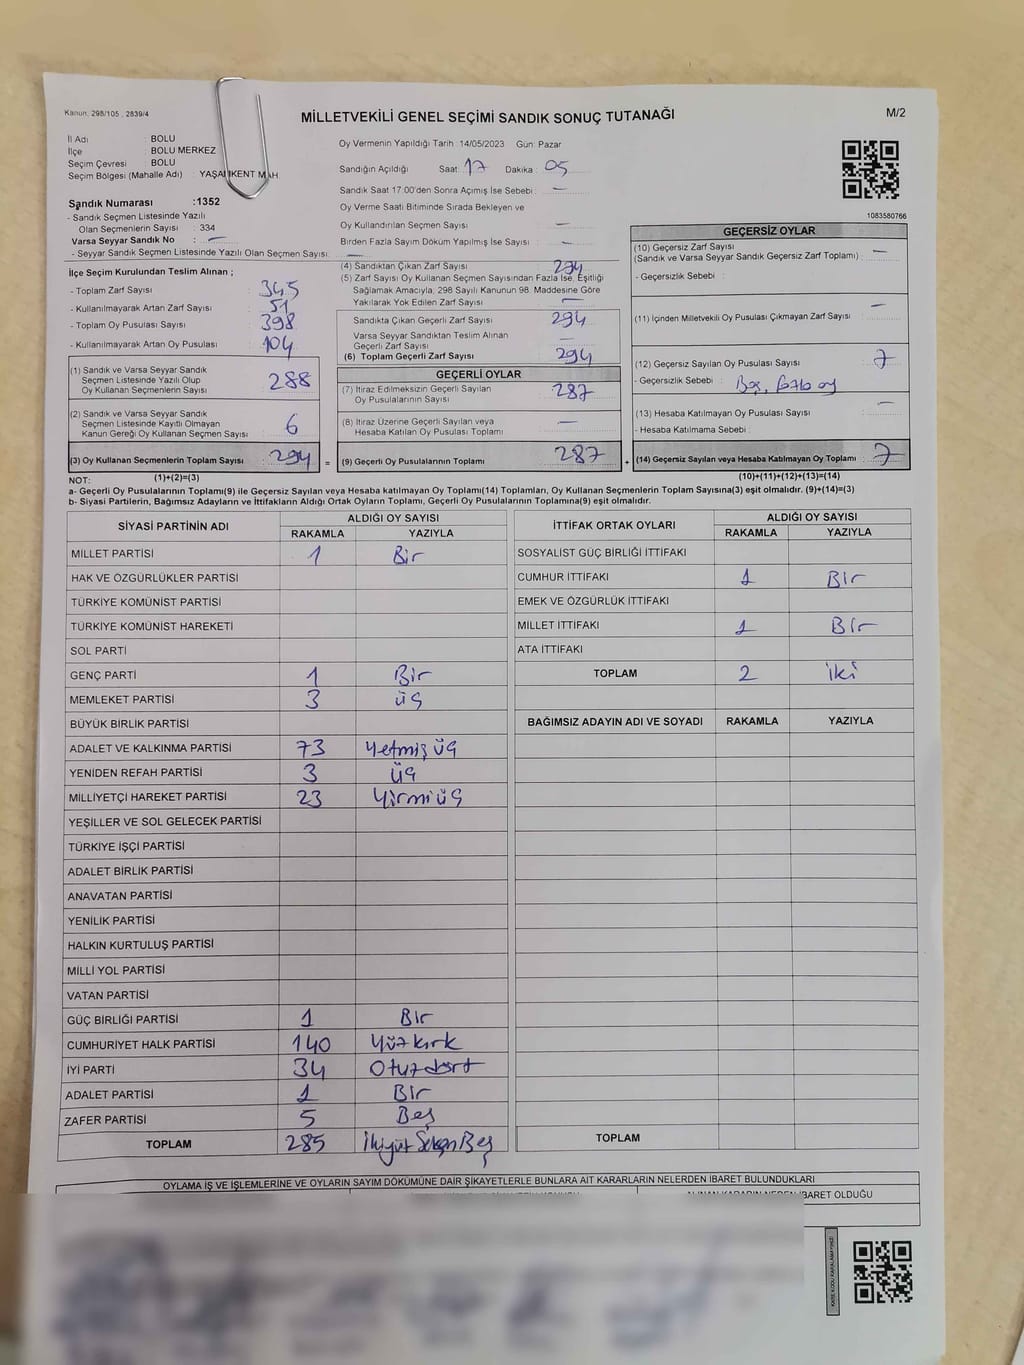 Kanun: 298/105 , 2839/4
MİLLETVEKİLİ GENEL SEÇİMİ SANDIK SONUÇ TUTANAĞI
M/2
İl Adı : BOLU
İlçe : BOLU MERKEZ
Seçim Çevresi : BOLU
Seçim Bölgesi (Mahalle Adı) : YAŞAMKENT MAH.
Sandık Numarası :1352
- Sandık Seçmen Listesinde Yazılı
Olan Seçmenlerin Sayısı : 334
Varsa Seyyar Sandık No : —
- Seyyar Sandık Seçmen Listesinde Yazılı Olan Seçmen Sayısı: —
Oy Vermenin Yapıldığı Tarih :14/05/2023 Gün: Pazar
Sandığın Açıldığı Saat: 17 Dakika : 05
Sandık Saat 17:00'den Sonra Açımış İse Sebebi : —
Oy Verme Saati Bitiminde Sırada Bekleyen ve
Oy Kullandırılan Seçmen Sayısı : —
Birden Fazla Sayım Döküm Yapılmış İse Sayısı : —
1083580766
İlçe Seçim Kurulundan Teslim Alınan ;
- Toplam Zarf Sayısı : 345
- Kullanılmayarak Artan Zarf Sayısı : 51
- Toplam Oy Pusulası Sayısı : 398
- Kullanılmayarak Artan Oy Pusulası : 104
(1) Sandık ve Varsa Seyyar Sandık
Seçmen Listesinde Yazılı Olup
Oy Kullanan Seçmenlerin Sayısı : 288
(2) Sandık ve Varsa Seyyar Sandık
Seçmen Listesinde Kayıtlı Olmayan
Kanun Gereği Oy Kullanan Seçmen Sayısı : 6
(3) Oy Kullanan Seçmenlerin Toplam Sayısı : 294 =
(4) Sandıktan Çıkan Zarf Sayısı : 294
(5) Zarf Sayısı Oy Kullanan Seçmen Sayısından Fazla İse, Eşitliği
Sağlamak Amacıyla, 298 Sayılı Kanunun 98. Maddesine Göre
Yakılarak Yok Edilen Zarf Sayısı : —
Sandıkta Çıkan Geçerli Zarf Sayısı : 294
Varsa Seyyar Sandıktan Teslim Alınan
Geçerli Zarf Sayısı : —
(6) Toplam Geçerli Zarf Sayısı : 294
GEÇERLİ OYLAR
(7) İtiraz Edilmeksizin Geçerli Sayılan
Oy Pusulalarının Sayısı : 287
(8) İtiraz Üzerine Geçerli Sayılan veya
Hesaba Katılan Oy Pusulası Toplamı : —
(9) Geçerli Oy Pusulalarının Toplamı : 287 +
GEÇERSİZ OYLAR
(10) Geçersiz Zarf Sayısı
(Sandık ve Varsa Seyyar Sandık Geçersiz Zarf Toplamı) : —
- Geçersizlik Sebebi :
(11) İçinden Milletvekili Oy Pusulası Çıkmayan Zarf Sayısı : —
(12) Geçersiz Sayılan Oy Pusulası Sayısı : 7
- Geçersizlik Sebebi : Boş, fazla oy
(13) Hesaba Katılmayan Oy Pusulası Sayısı : —
- Hesaba Katılmama Sebebi :
(14) Geçersiz Sayılan veya Hesaba Katılmayan Oy Toplamı : 7
NOT: (1)+(2)=(3) (10)+(11)+(12)+(13)=(14)
a- Geçerli Oy Pusulalarının Toplamı(9) ile Geçersiz Sayılan veya Hesaba katılmayan Oy Toplamı(14) Toplamları, Oy Kullanan Seçmenlerin Toplam Sayısına(3) eşit olmalıdır. (9)+(14)=(3)
b- Siyasi Partilerin, Bağımsız Adayların ve İttifakların Aldığı Ortak Oyların Toplamı, Geçerli Oy Pusulalarının Toplamına(9) eşit olmalıdır.
SİYASİ PARTİNİN ADI ALDIĞI OY SAYISI
RAKAMLA YAZIYLA
MİLLET PARTİSİ 1 Bir
HAK VE ÖZGÜRLÜKLER PARTİSİ
TÜRKİYE KOMÜNİST PARTİSİ
TÜRKİYE KOMÜNİST HAREKETİ
SOL PARTİ
GENÇ PARTİ 1 Bir
MEMLEKET PARTİSİ 3 üç
BÜYÜK BİRLİK PARTİSİ
ADALET VE KALKINMA PARTİSİ 73 Yetmiş üç
YENİDEN REFAH PARTİSİ 3 üç
MİLLİYETÇİ HAREKET PARTİSİ 23 Yirmi üç
YEŞİLLER VE SOL GELECEK PARTİSİ
TÜRKİYE İŞÇİ PARTİSİ
ADALET BİRLİK PARTİSİ
ANAVATAN PARTİSİ
YENİLİK PARTİSİ
HALKIN KURTULUŞ PARTİSİ
MİLLİ YOL PARTİSİ
VATAN PARTİSİ
GÜÇ BİRLİĞİ PARTİSİ 1 Bir
CUMHURİYET HALK PARTİSİ 140 Yüz kırk
İYİ PARTİ 34 Otuz dört
ADALET PARTİSİ 1 Bir
ZAFER PARTİSİ 5 Beş
TOPLAM 285 İkiyüz Seksen Beş
İTTİFAK ORTAK OYLARI ALDIĞI OY SAYISI
RAKAMLA YAZIYLA
SOSYALİST GÜÇ BİRLİĞİ İTTİFAKI
CUMHUR İTTİFAKI 1 Bir
EMEK VE ÖZGÜRLÜK İTTİFAKI
MİLLET İTTİFAKI 1 Bir
ATA İTTİFAKI
TOPLAM 2 iki
BAĞIMSIZ ADAYIN ADI VE SOYADI RAKAMLA YAZIYLA
TOPLAM
OYLAMA İŞ VE İŞLEMLERİNE VE OYLARIN SAYIM DÖKÜMÜNE DAİR ŞİKAYETLERLE BUNLARA AİT KARARLARIN NELERDEN İBARET BULUNDUKLARI
ALINAN KARARIN NEDEN İBARET OLDUĞU